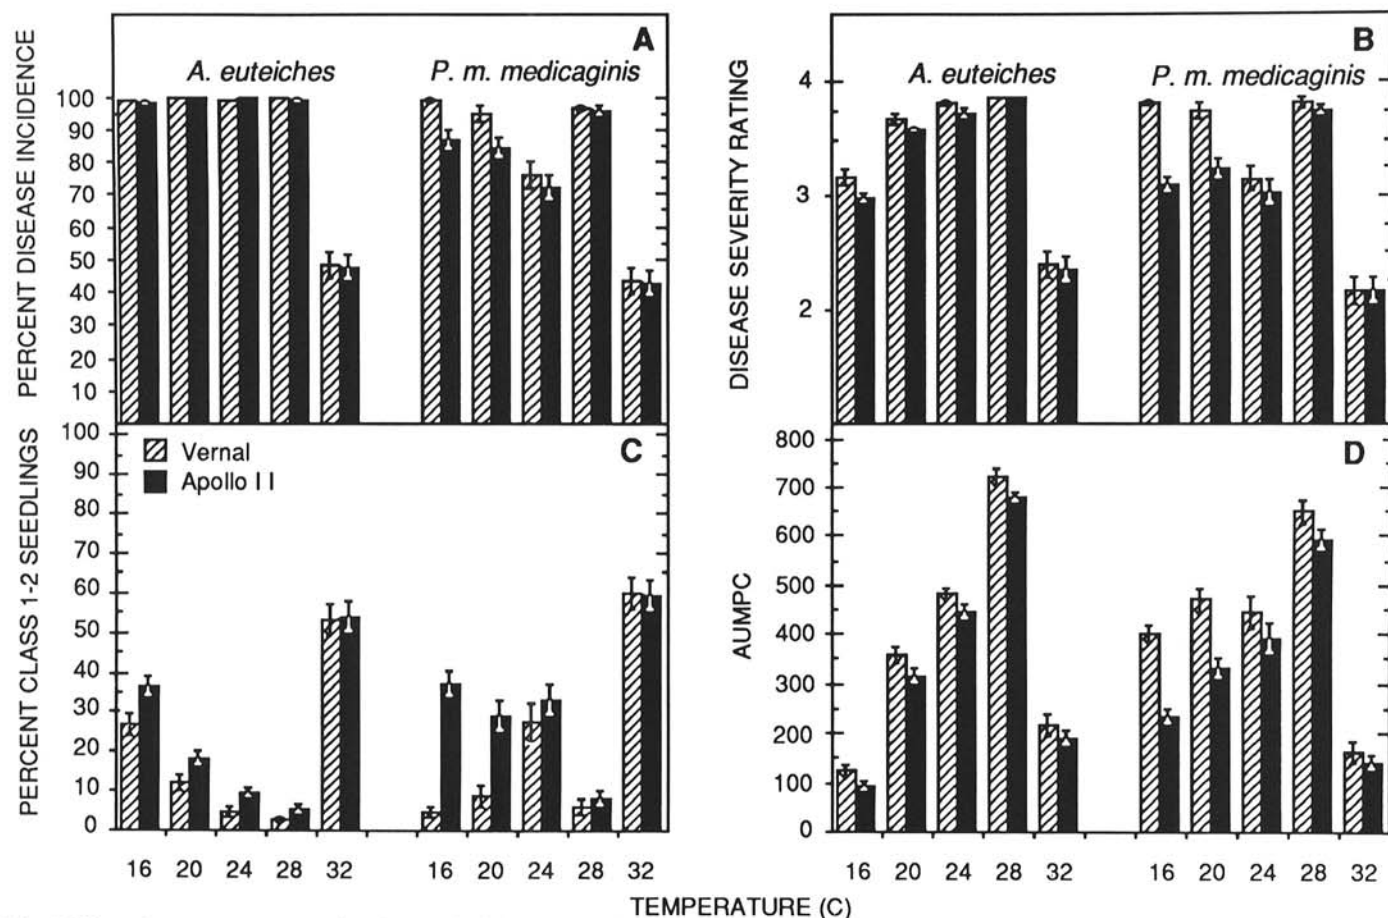 A
A. euteiches
P. m. medicaginis
PERCENT DISEASE INCIDENCE
100
90
80
70
60
50
40
30
20
10
B
A. euteiches
P. m. medicaginis
DISEASE SEVERITY RATING
4
3
2
C
Vernal
Apollo II
PERCENT CLASS 1-2 SEEDLINGS
100
90
80
70
60
50
40
30
20
10
0
16 20 24 28 32 16 20 24 28 32
D
AUMPC
800
700
600
500
400
300
200
100
0
16 20 24 28 32 16 20 24 28 32
TEMPERATURE (C)